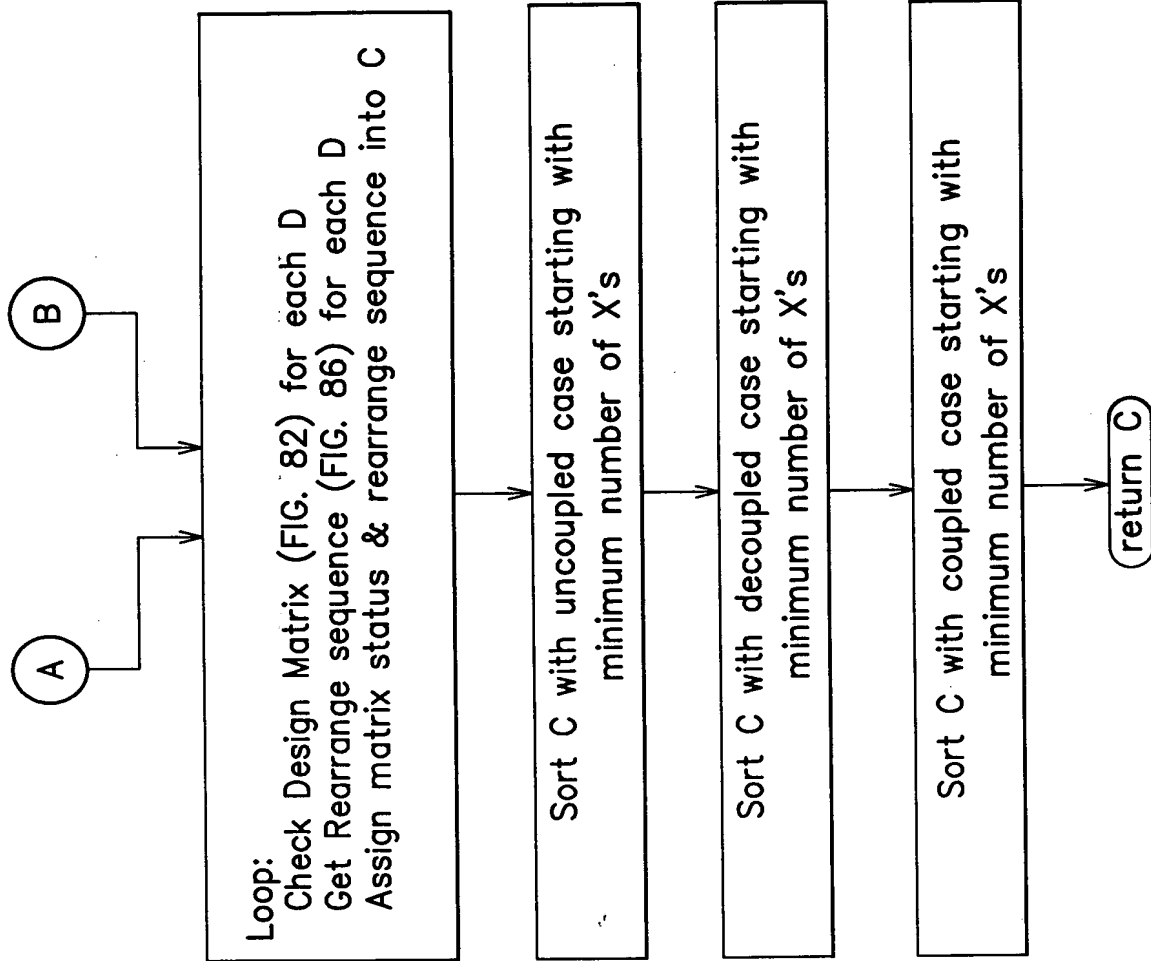 A
B
Loop:
Check Design Matrix (FIG. 82) for each D
Get Rearrange sequence (FIG. 86) for each D
Assign matrix status & rearrange sequence into C
Sort C with uncoupled case starting with
minimum number of X's
Sort C with decoupled case starting with
minimum number of X's
Sort C with coupled case starting with
minimum number of X's
return C